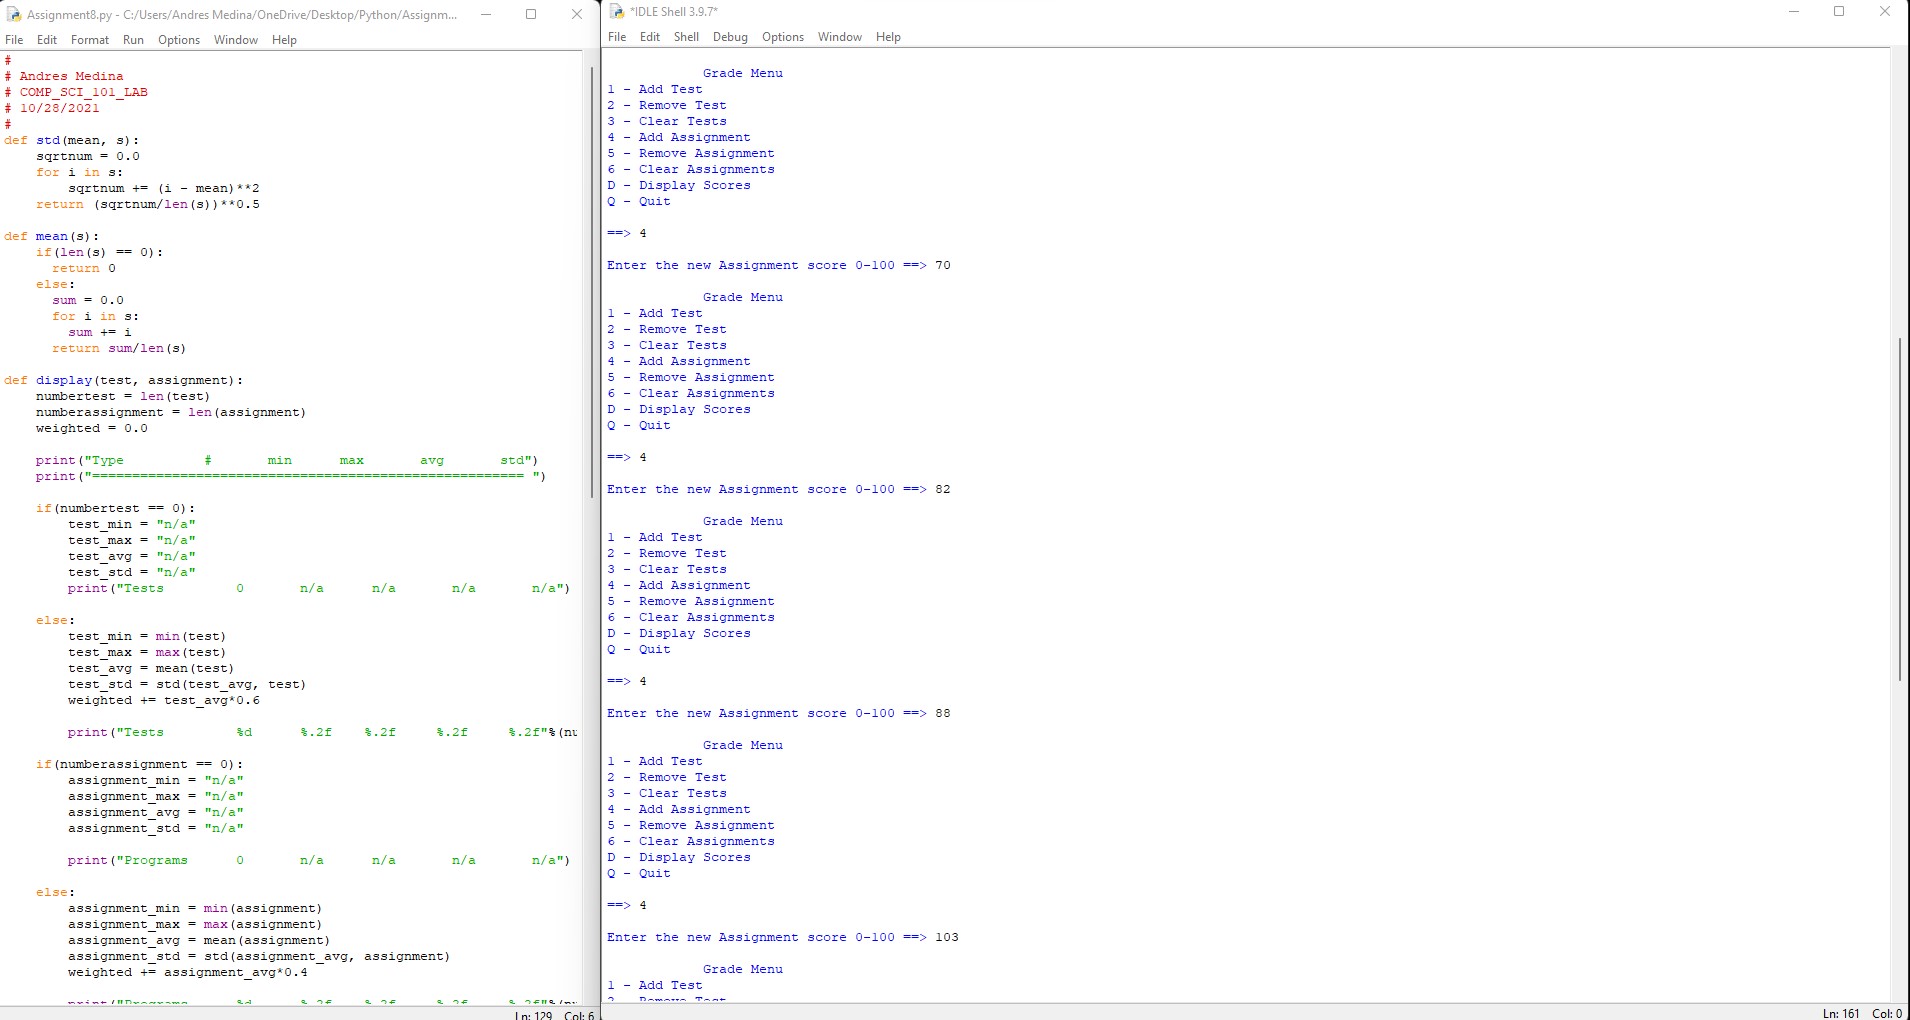 Assignment8.py - C:/Users/Andres Medina/OneDrive/Desktop/Python/Assignm...
File Edit Format Run Options Window Help
#
# Andres Medina
# COMP_SCI_101_LAB
# 10/28/2021
#
def std(mean, s):
    sqrtnum = 0.0
    for i in s:
        sqrtnum += (i - mean)**2
    return (sqrtnum/len(s))**0.5
def mean(s):
    if(len(s) == 0):
      return 0
    else:
      sum = 0.0
      for i in s:
        sum += i
      return sum/len(s)
def display(test, assignment):
    numbertest = len(test)
    numberassignment = len(assignment)
    weighted = 0.0
    print("Type          #       min      max       avg       std")
    print("====================================================== ")
    if(numbertest == 0):
        test_min = "n/a"
        test_max = "n/a"
        test_avg = "n/a"
        test_std = "n/a"
        print("Tests         0       n/a      n/a       n/a       n/a")
    else:
        test_min = min(test)
        test_max = max(test)
        test_avg = mean(test)
        test_std = std(test_avg, test)
        weighted += test_avg*0.6
        print("Tests         %d      %.2f    %.2f     %.2f     %.2f"%(nu
    if(numberassignment == 0):
        assignment_min = "n/a"
        assignment_max = "n/a"
        assignment_avg = "n/a"
        assignment_std = "n/a"
        print("Programs      0       n/a      n/a       n/a       n/a")
    else:
        assignment_min = min(assignment)
        assignment_max = max(assignment)
        assignment_avg = mean(assignment)
        assignment_std = std(assignment_avg, assignment)
        weighted += assignment_avg*0.4
        print("Programs      %d      %.2f    %.2f     %.2f     %.2f"%(nu
Ln: 129 Col: 6
*IDLE Shell 3.9.7*
File Edit Shell Debug Options Window Help
            Grade Menu
1 - Add Test
2 - Remove Test
3 - Clear Tests
4 - Add Assignment
5 - Remove Assignment
6 - Clear Assignments
D - Display Scores
Q - Quit
==> 4
Enter the new Assignment score 0-100 ==> 70
            Grade Menu
1 - Add Test
2 - Remove Test
3 - Clear Tests
4 - Add Assignment
5 - Remove Assignment
6 - Clear Assignments
D - Display Scores
Q - Quit
==> 4
Enter the new Assignment score 0-100 ==> 82
            Grade Menu
1 - Add Test
2 - Remove Test
3 - Clear Tests
4 - Add Assignment
5 - Remove Assignment
6 - Clear Assignments
D - Display Scores
Q - Quit
==> 4
Enter the new Assignment score 0-100 ==> 88
            Grade Menu
1 - Add Test
2 - Remove Test
3 - Clear Tests
4 - Add Assignment
5 - Remove Assignment
6 - Clear Assignments
D - Display Scores
Q - Quit
==> 4
Enter the new Assignment score 0-100 ==> 103
            Grade Menu
1 - Add Test
2 - Remove Test
Ln: 161 Col: 0